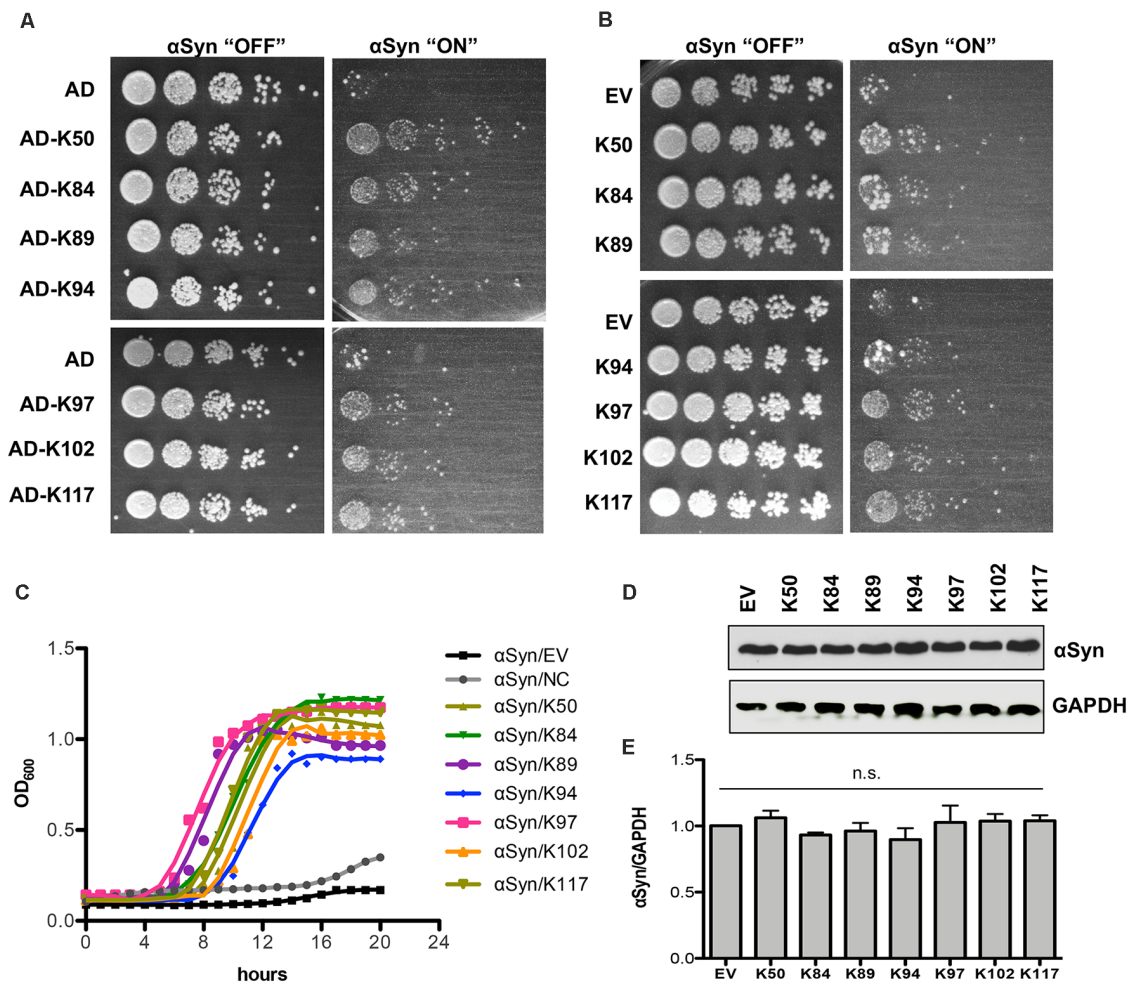 A
αSyn “OFF”
αSyn “ON”
AD
AD-K50
AD-K84
AD-K89
AD-K94
AD
AD-K97
AD-K102
AD-K117
B
αSyn “OFF”
αSyn “ON”
EV
K50
K84
K89
EV
K94
K97
K102
K117
C
1.5
1.0
0.5
0.0
OD600
0
4
8
12
16
20
24
hours
αSyn/EV
αSyn/NC
αSyn/K50
αSyn/K84
αSyn/K89
αSyn/K94
αSyn/K97
αSyn/K102
αSyn/K117
D
EV
K50
K84
K89
K94
K97
K102
K117
αSyn
GAPDH
E
1.5
1.0
0.5
0.0
αSyn/GAPDH
n.s.
EV
K50
K84
K89
K94
K97
K102
K117